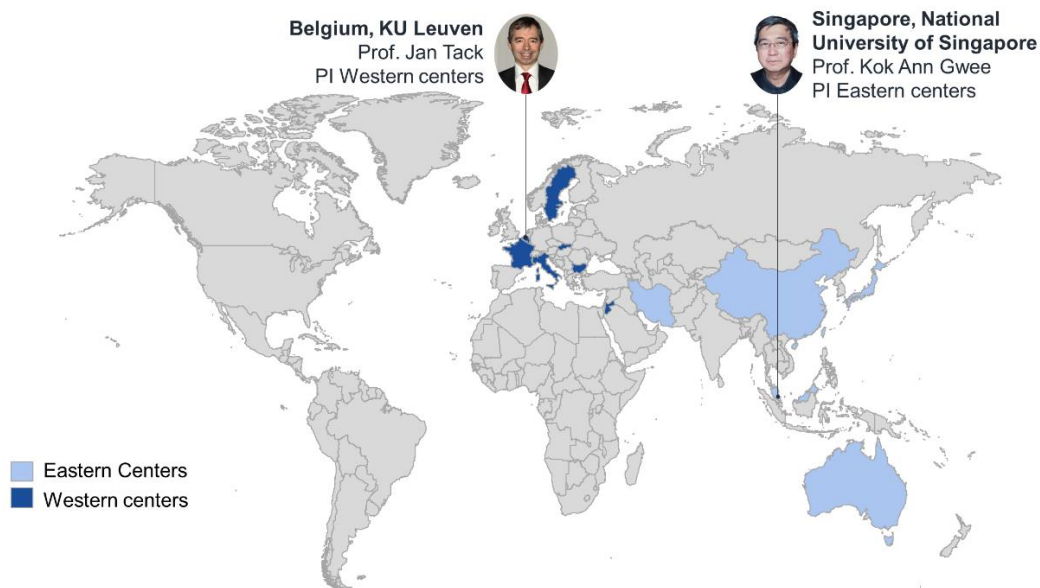 Belgium, KU Leuven
Prof. Jan Tack
PI Western centers
Singapore, National
University of Singapore
Prof. Kok Ann Gwee
PI Eastern centers
Eastern Centers
Western centers